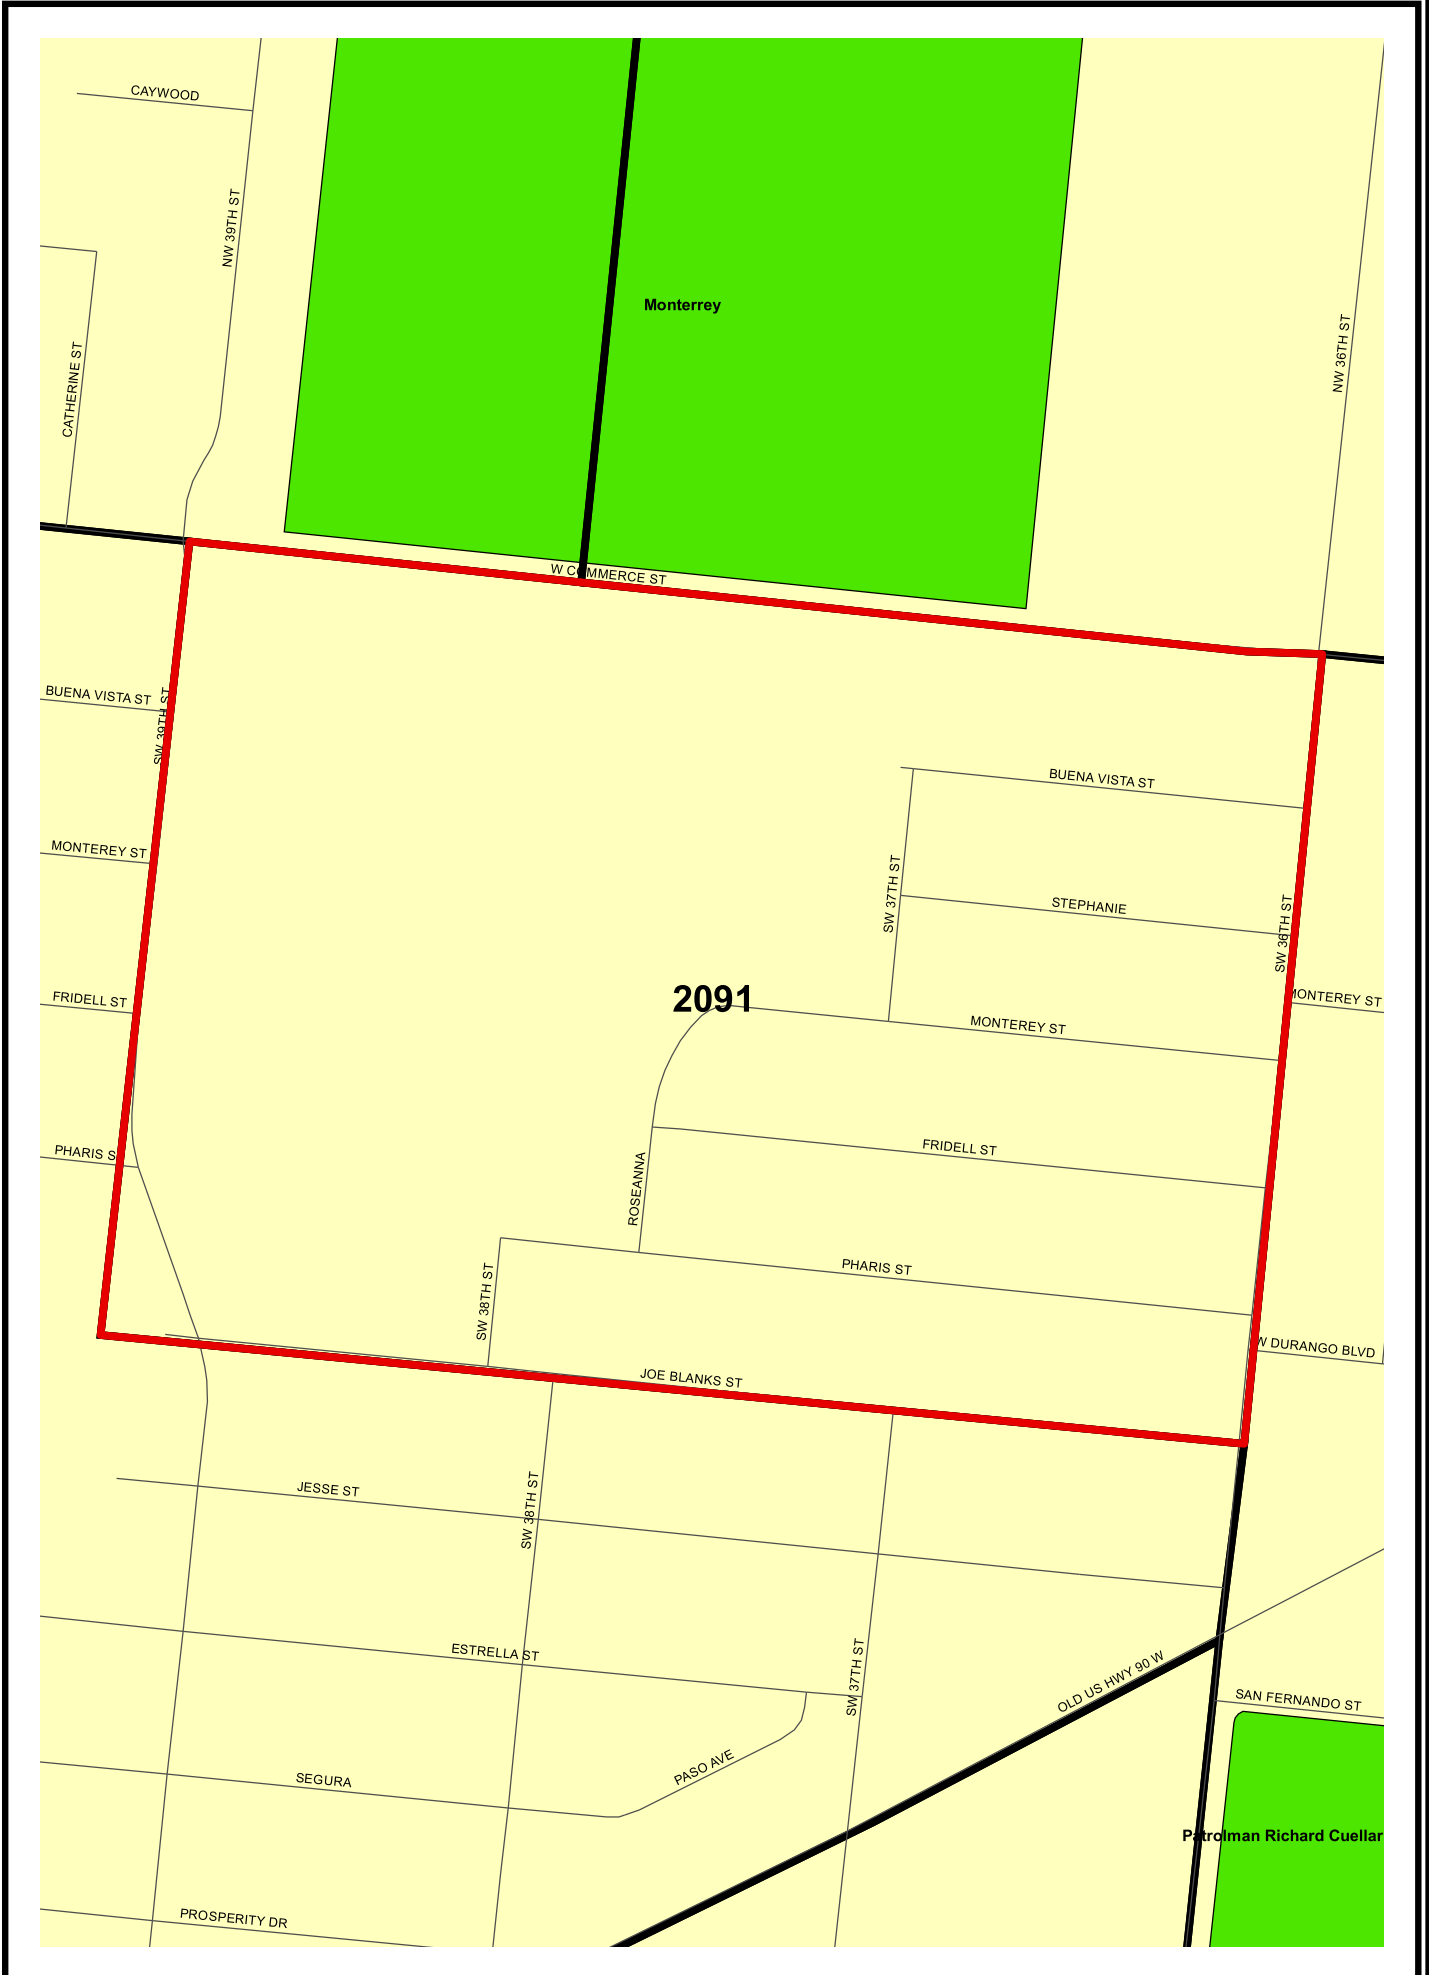 CAYWOOD
NW 39TH ST
Monterrey
NW 36TH ST
CATHERINE ST
W COMMERCE ST
BUENA VISTA ST
SW 39TH ST
BUENA VISTA ST
MONTEREY ST
SW 37TH ST
STEPHANIE
SW 36TH ST
FRIDELL ST
2091
MONTEREY ST
MONTEREY ST
PHARIS S
ROSEANNA
FRIDELL ST
SW 38TH ST
PHARIS ST
W DURANGO BLVD
JOE BLANKS ST
JESSE ST
SW 38TH ST
ESTRELLA ST
SW 37TH ST
OLD US HWY 90 W
SAN FERNANDO ST
SEGURA
PASO AVE
Patrolman Richard Cuellar
PROSPERITY DR